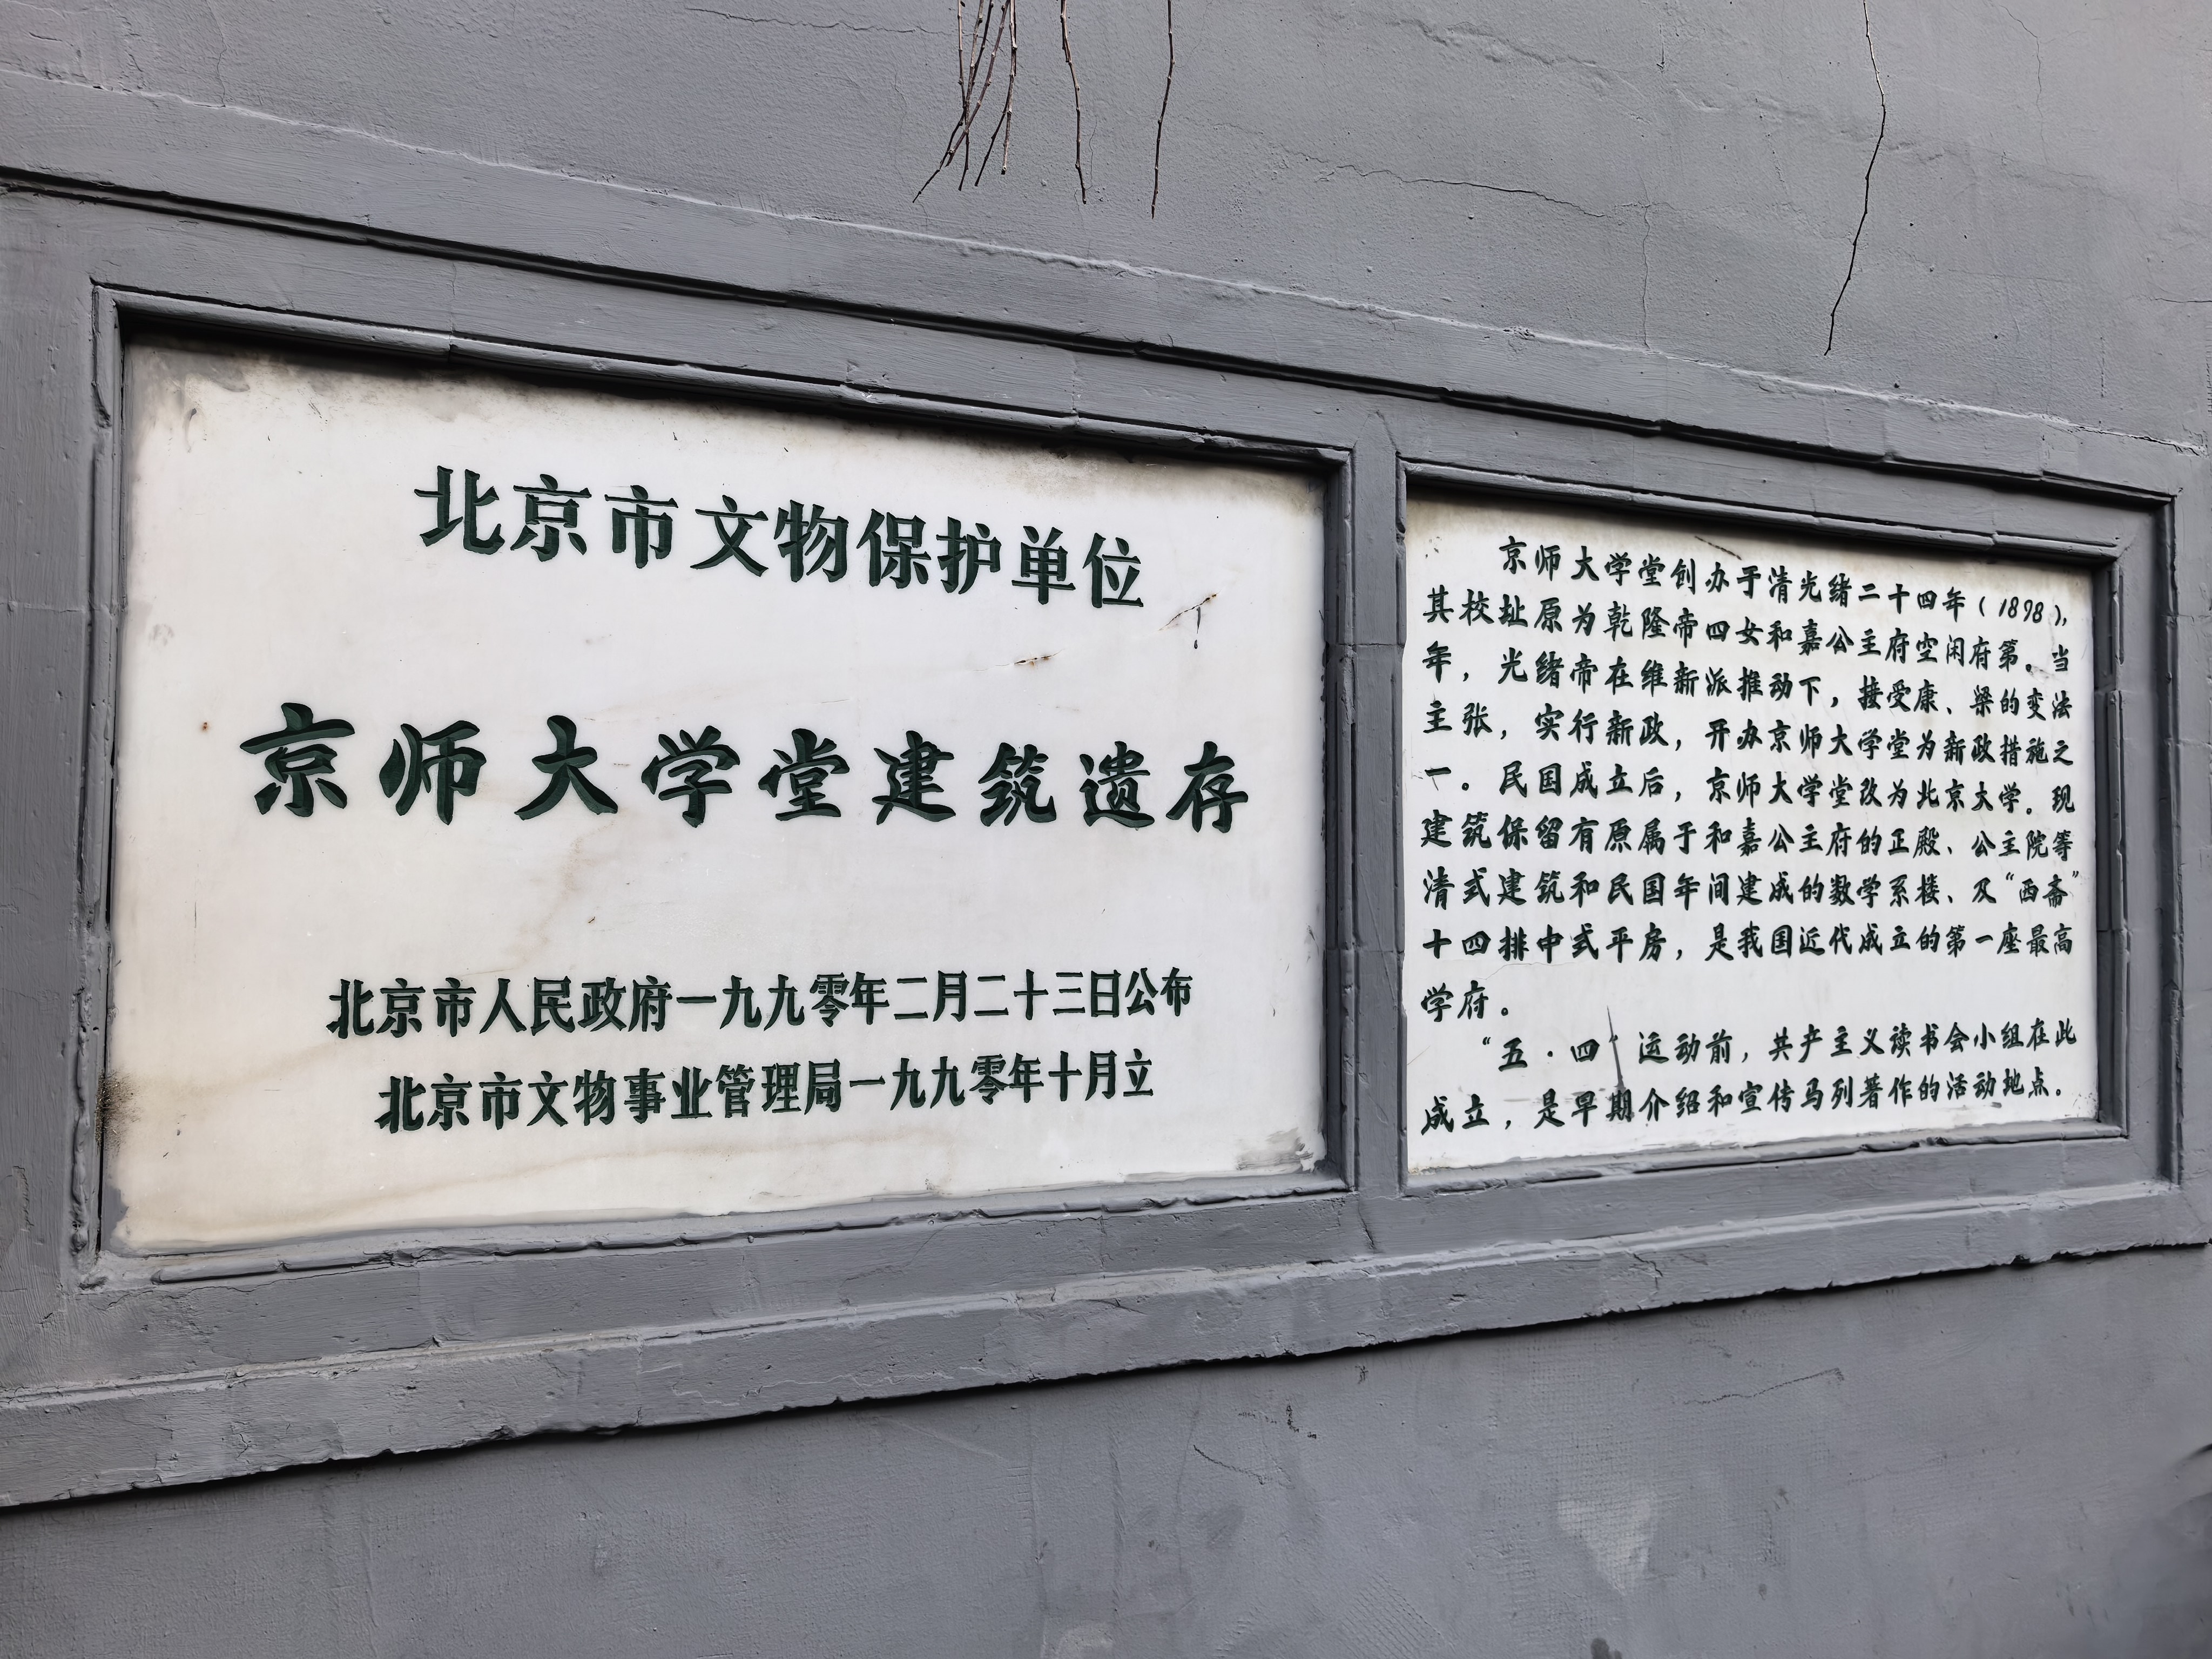 北京市文物保护单位
京师大学堂建筑遗存
北京市人民政府一九九零年二月二十三日公布
北京市文物事业管理局一九九零年十月立
京师大学堂创办于清光绪二十四年(1898),
其校址原为乾隆帝四女和嘉公主府空闲府第。当
年,光绪帝在维新派推动下,接受康、梁的变法
主张,实行新政,开办京师大学堂为新政措施之
一。民国成立后,京师大学堂改为北京大学。现
建筑保留有原属于和嘉公主府的正殿、公主院等
清式建筑和民国年间建成的数学系楼、及“西斋”
十四排中式平房,是我国近代成立的第一座最高
学府。
“五·四”运动前,共产主义读书会小组在此
成立,是早期介绍和宣传马列著作的活动地点。